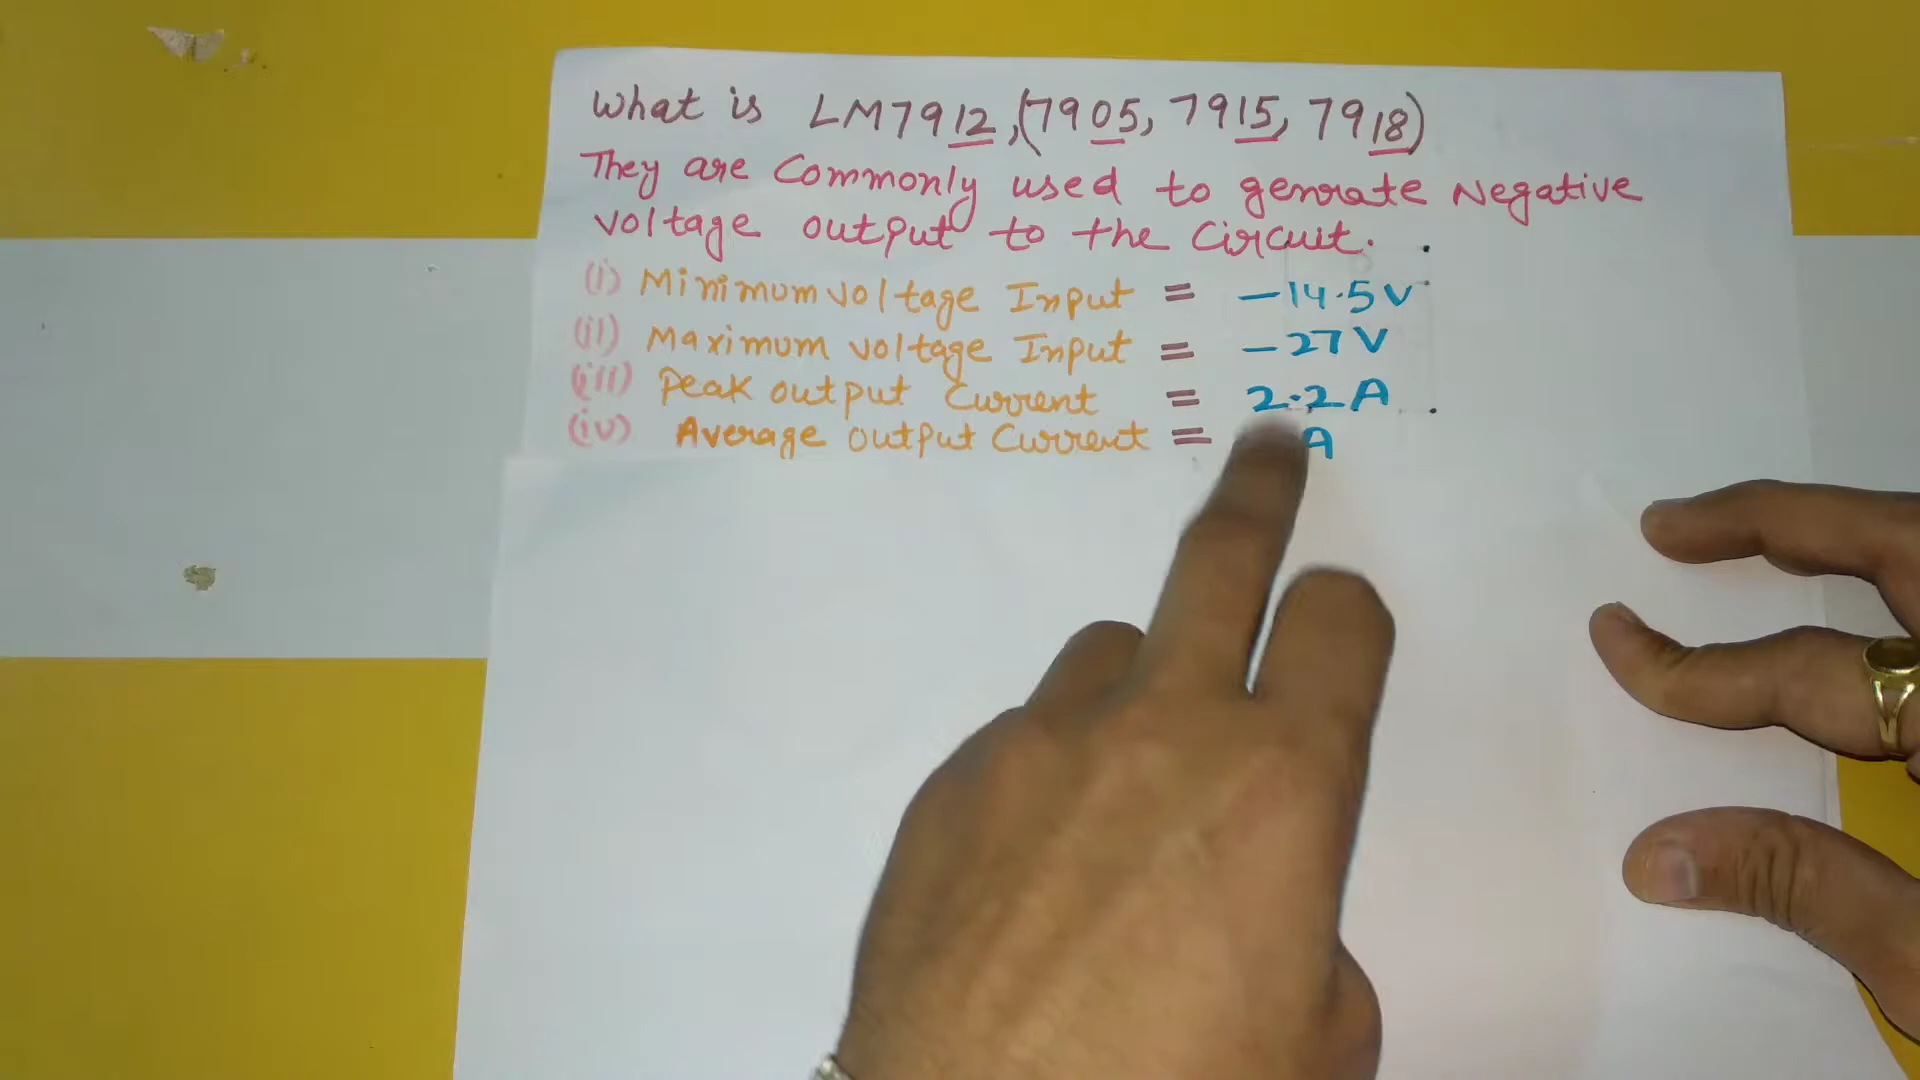 What is LM7912,(7905, 7915, 7918)
They are Commonly used to genrate Negative
voltage output to the Circuit.
(i) Minimum voltage Input = -14.5V
(ii) Maximum voltage Input = -27V
(iii) Peak output Current = 2.2A
(iv) Average output Current = A